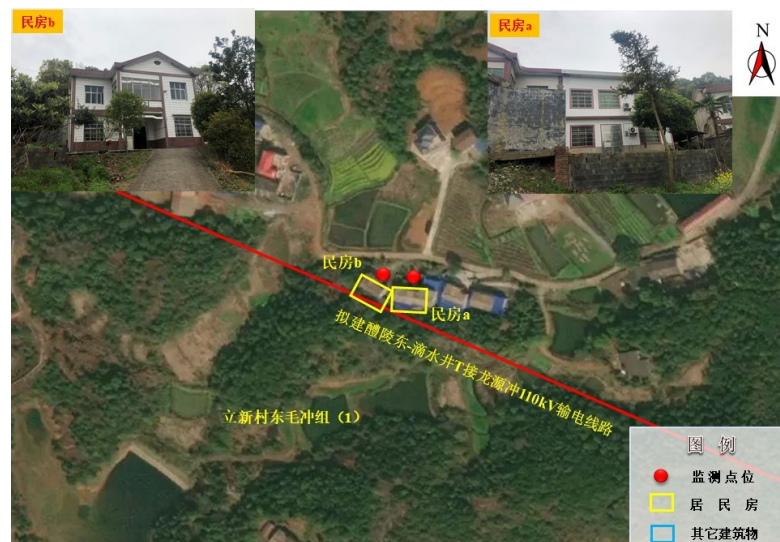 民房b
民房a
N
民房b
民房a
拟建醴陵东-滴水井T接龙源冲110kV输电线路
立新村东毛冲组（1）
图 例
监测点位
居 民 房
其它建筑物